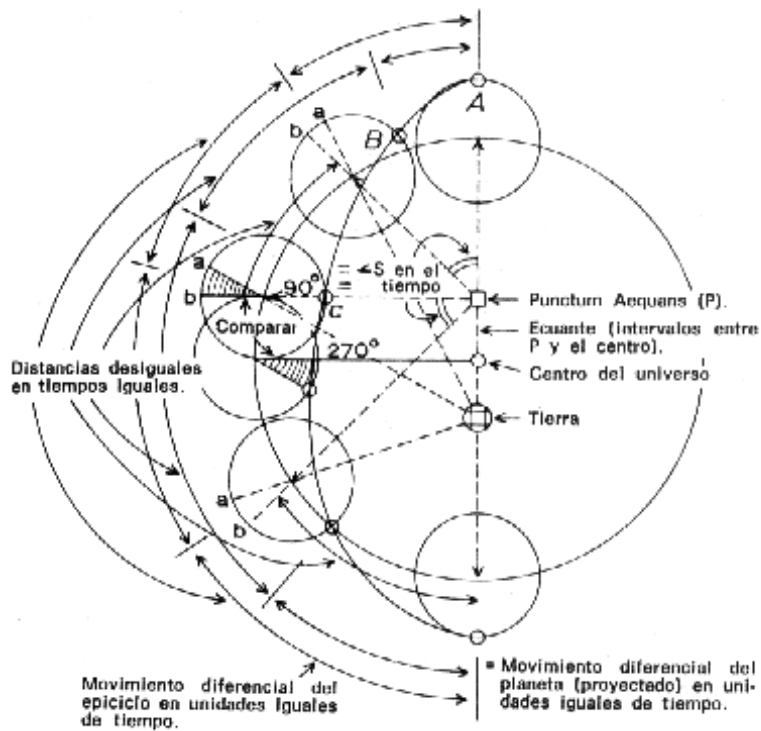 A
B
a
b
a
b
90°
= ∡S en el
= tiempo
C
Punctum Aequans (P).
Ecuante (intervalos entre
P y el centro).
Comparar
270°
Centro del universo
Distancias desiguales
en tiempos iguales.
Tierra
a
b
Movimiento diferencial del
epiciclo en unidades iguales
de tiempo.
* Movimiento diferencial del
planeta (proyectado) en uni-
dades iguales de tiempo.